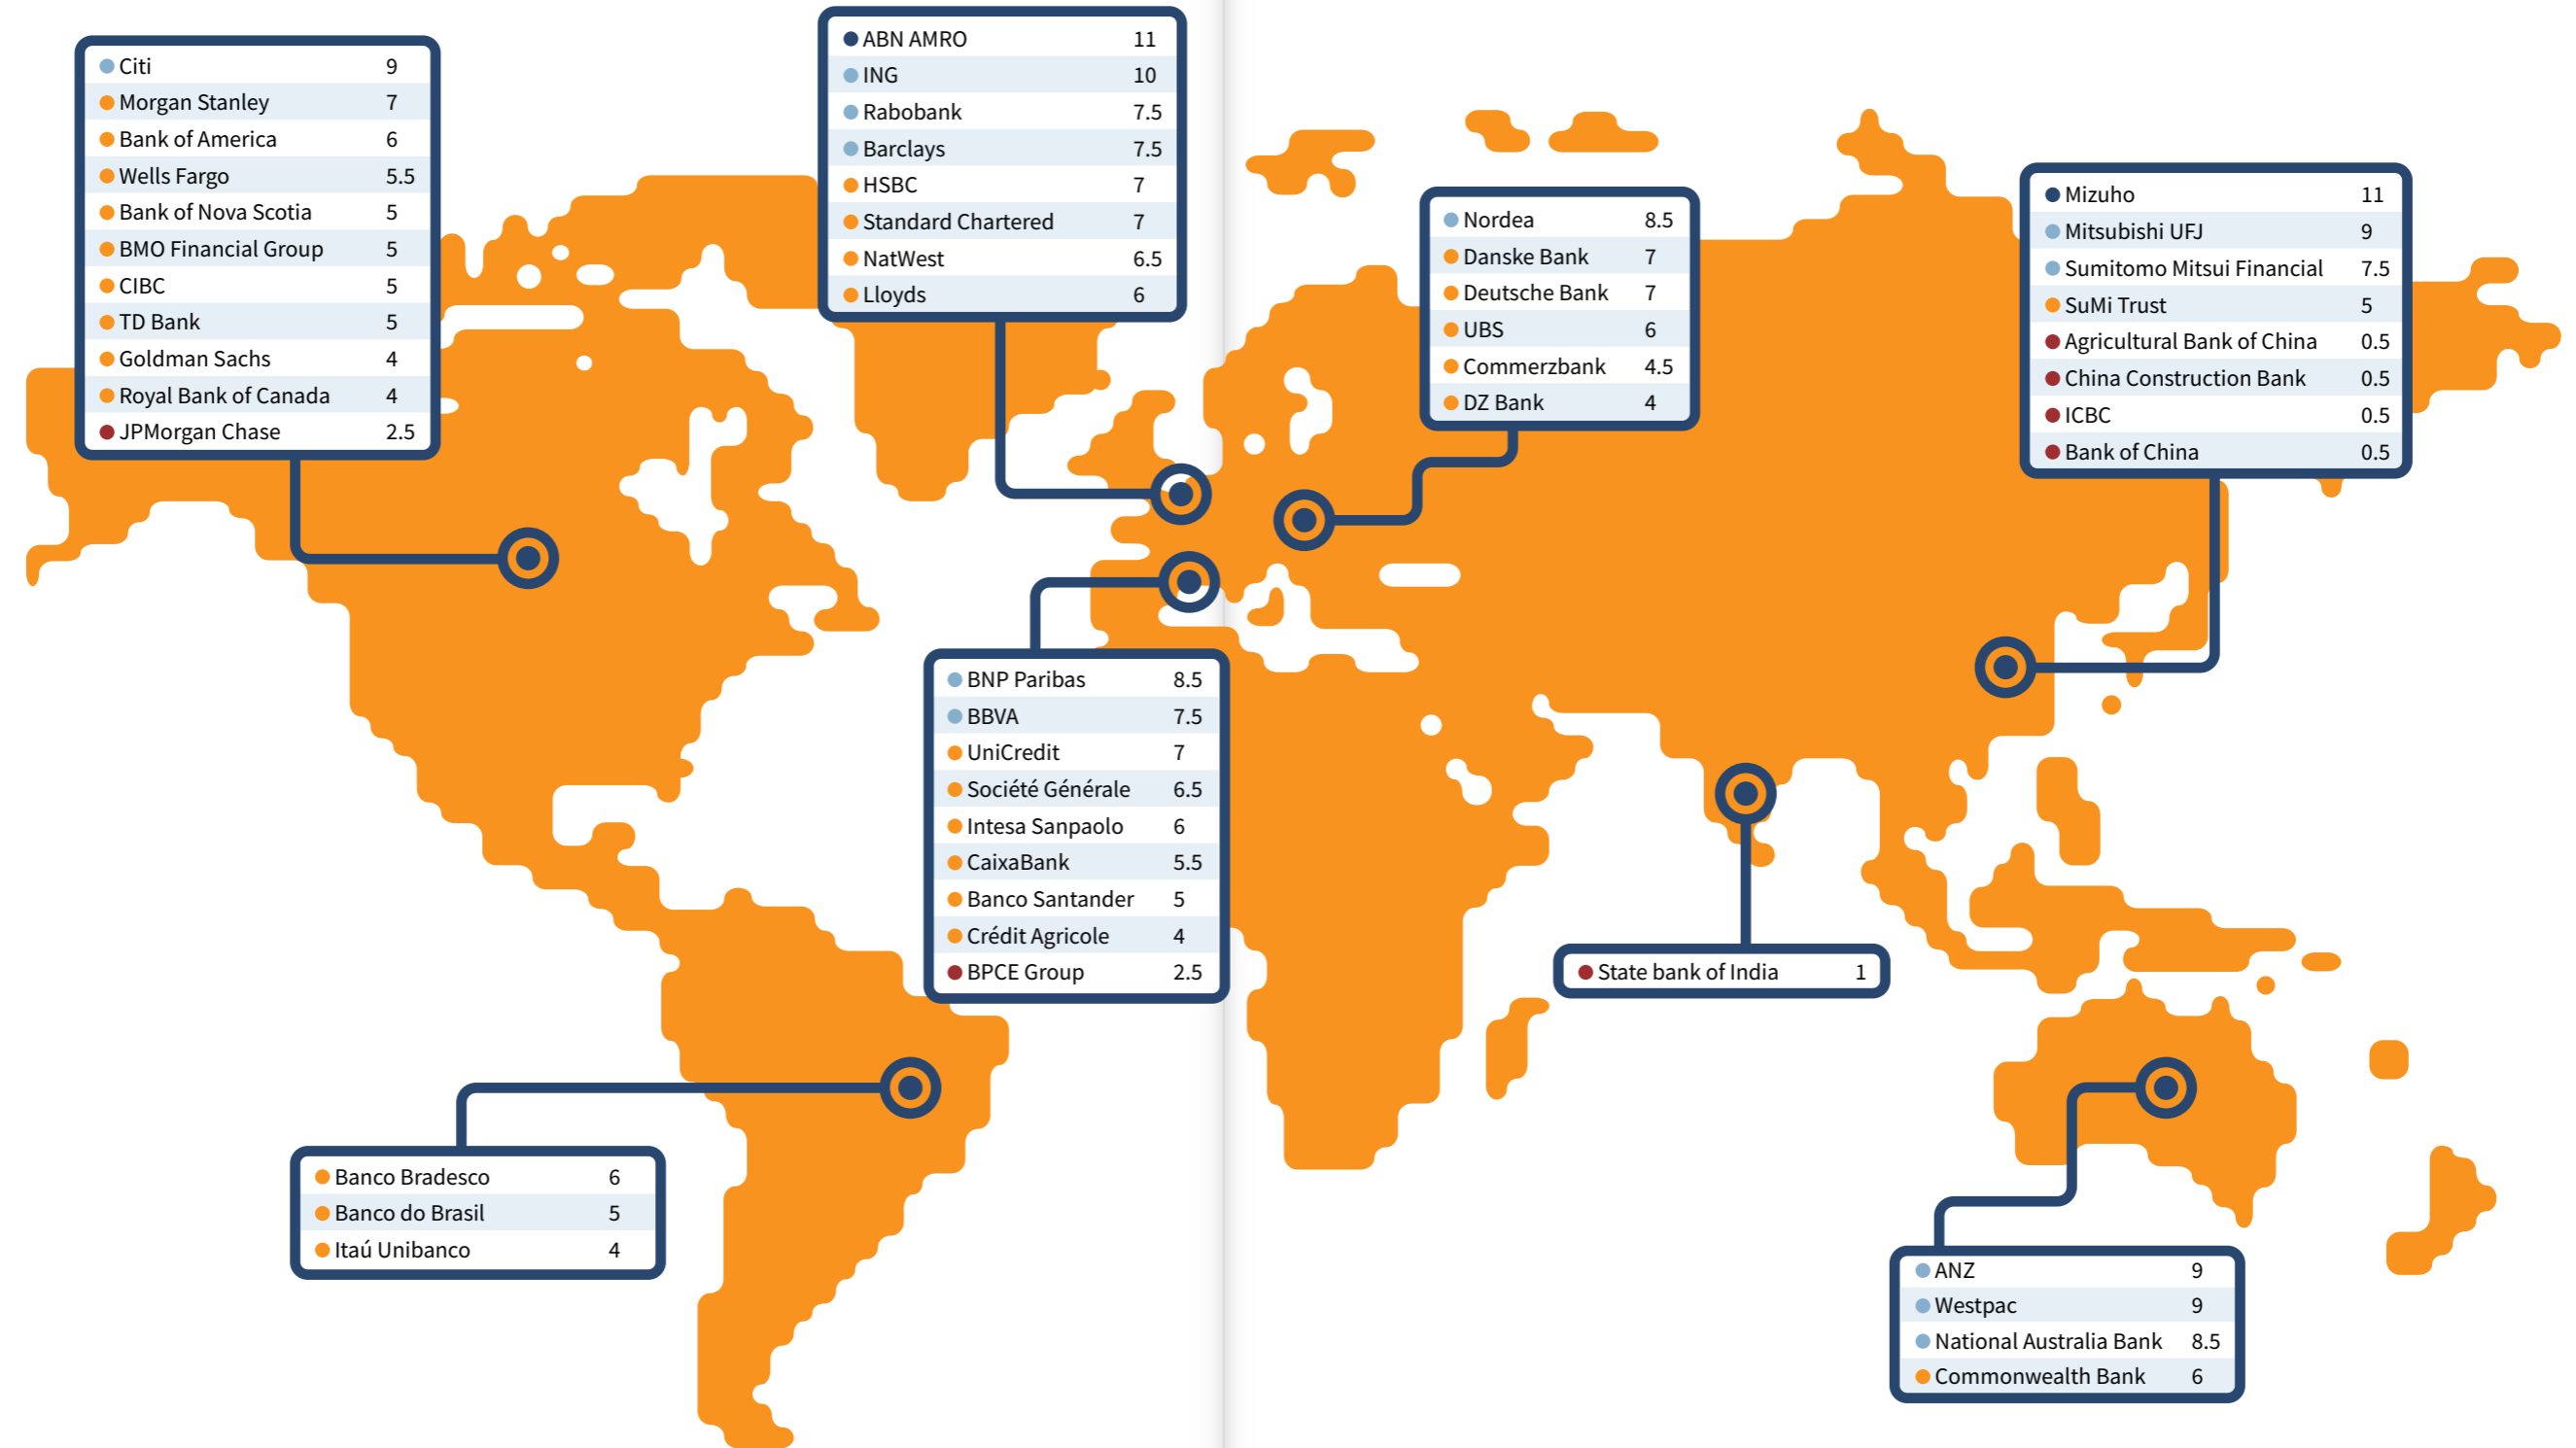 Citi 9
Morgan Stanley 7
Bank of America 6
Wells Fargo 5.5
Bank of Nova Scotia 5
BMO Financial Group 5
CIBC 5
TD Bank 5
Goldman Sachs 4
Royal Bank of Canada 4
JPMorgan Chase 2.5
ABN AMRO 11
ING 10
Rabobank 7.5
Barclays 7.5
HSBC 7
Standard Chartered 7
NatWest 6.5
Lloyds 6
Nordea 8.5
Danske Bank 7
Deutsche Bank 7
UBS 6
Commerzbank 4.5
DZ Bank 4
Mizuho 11
Mitsubishi UFJ 9
Sumitomo Mitsui Financial 7.5
SuMi Trust 5
Agricultural Bank of China 0.5
China Construction Bank 0.5
ICBC 0.5
Bank of China 0.5
BNP Paribas 8.5
BBVA 7.5
UniCredit 7
Société Générale 6.5
Intesa Sanpaolo 6
CaixaBank 5.5
Banco Santander 5
Crédit Agricole 4
BPCE Group 2.5
State bank of India 1
Banco Bradesco 6
Banco do Brasil 5
Itaú Unibanco 4
ANZ 9
Westpac 9
National Australia Bank 8.5
Commonwealth Bank 6